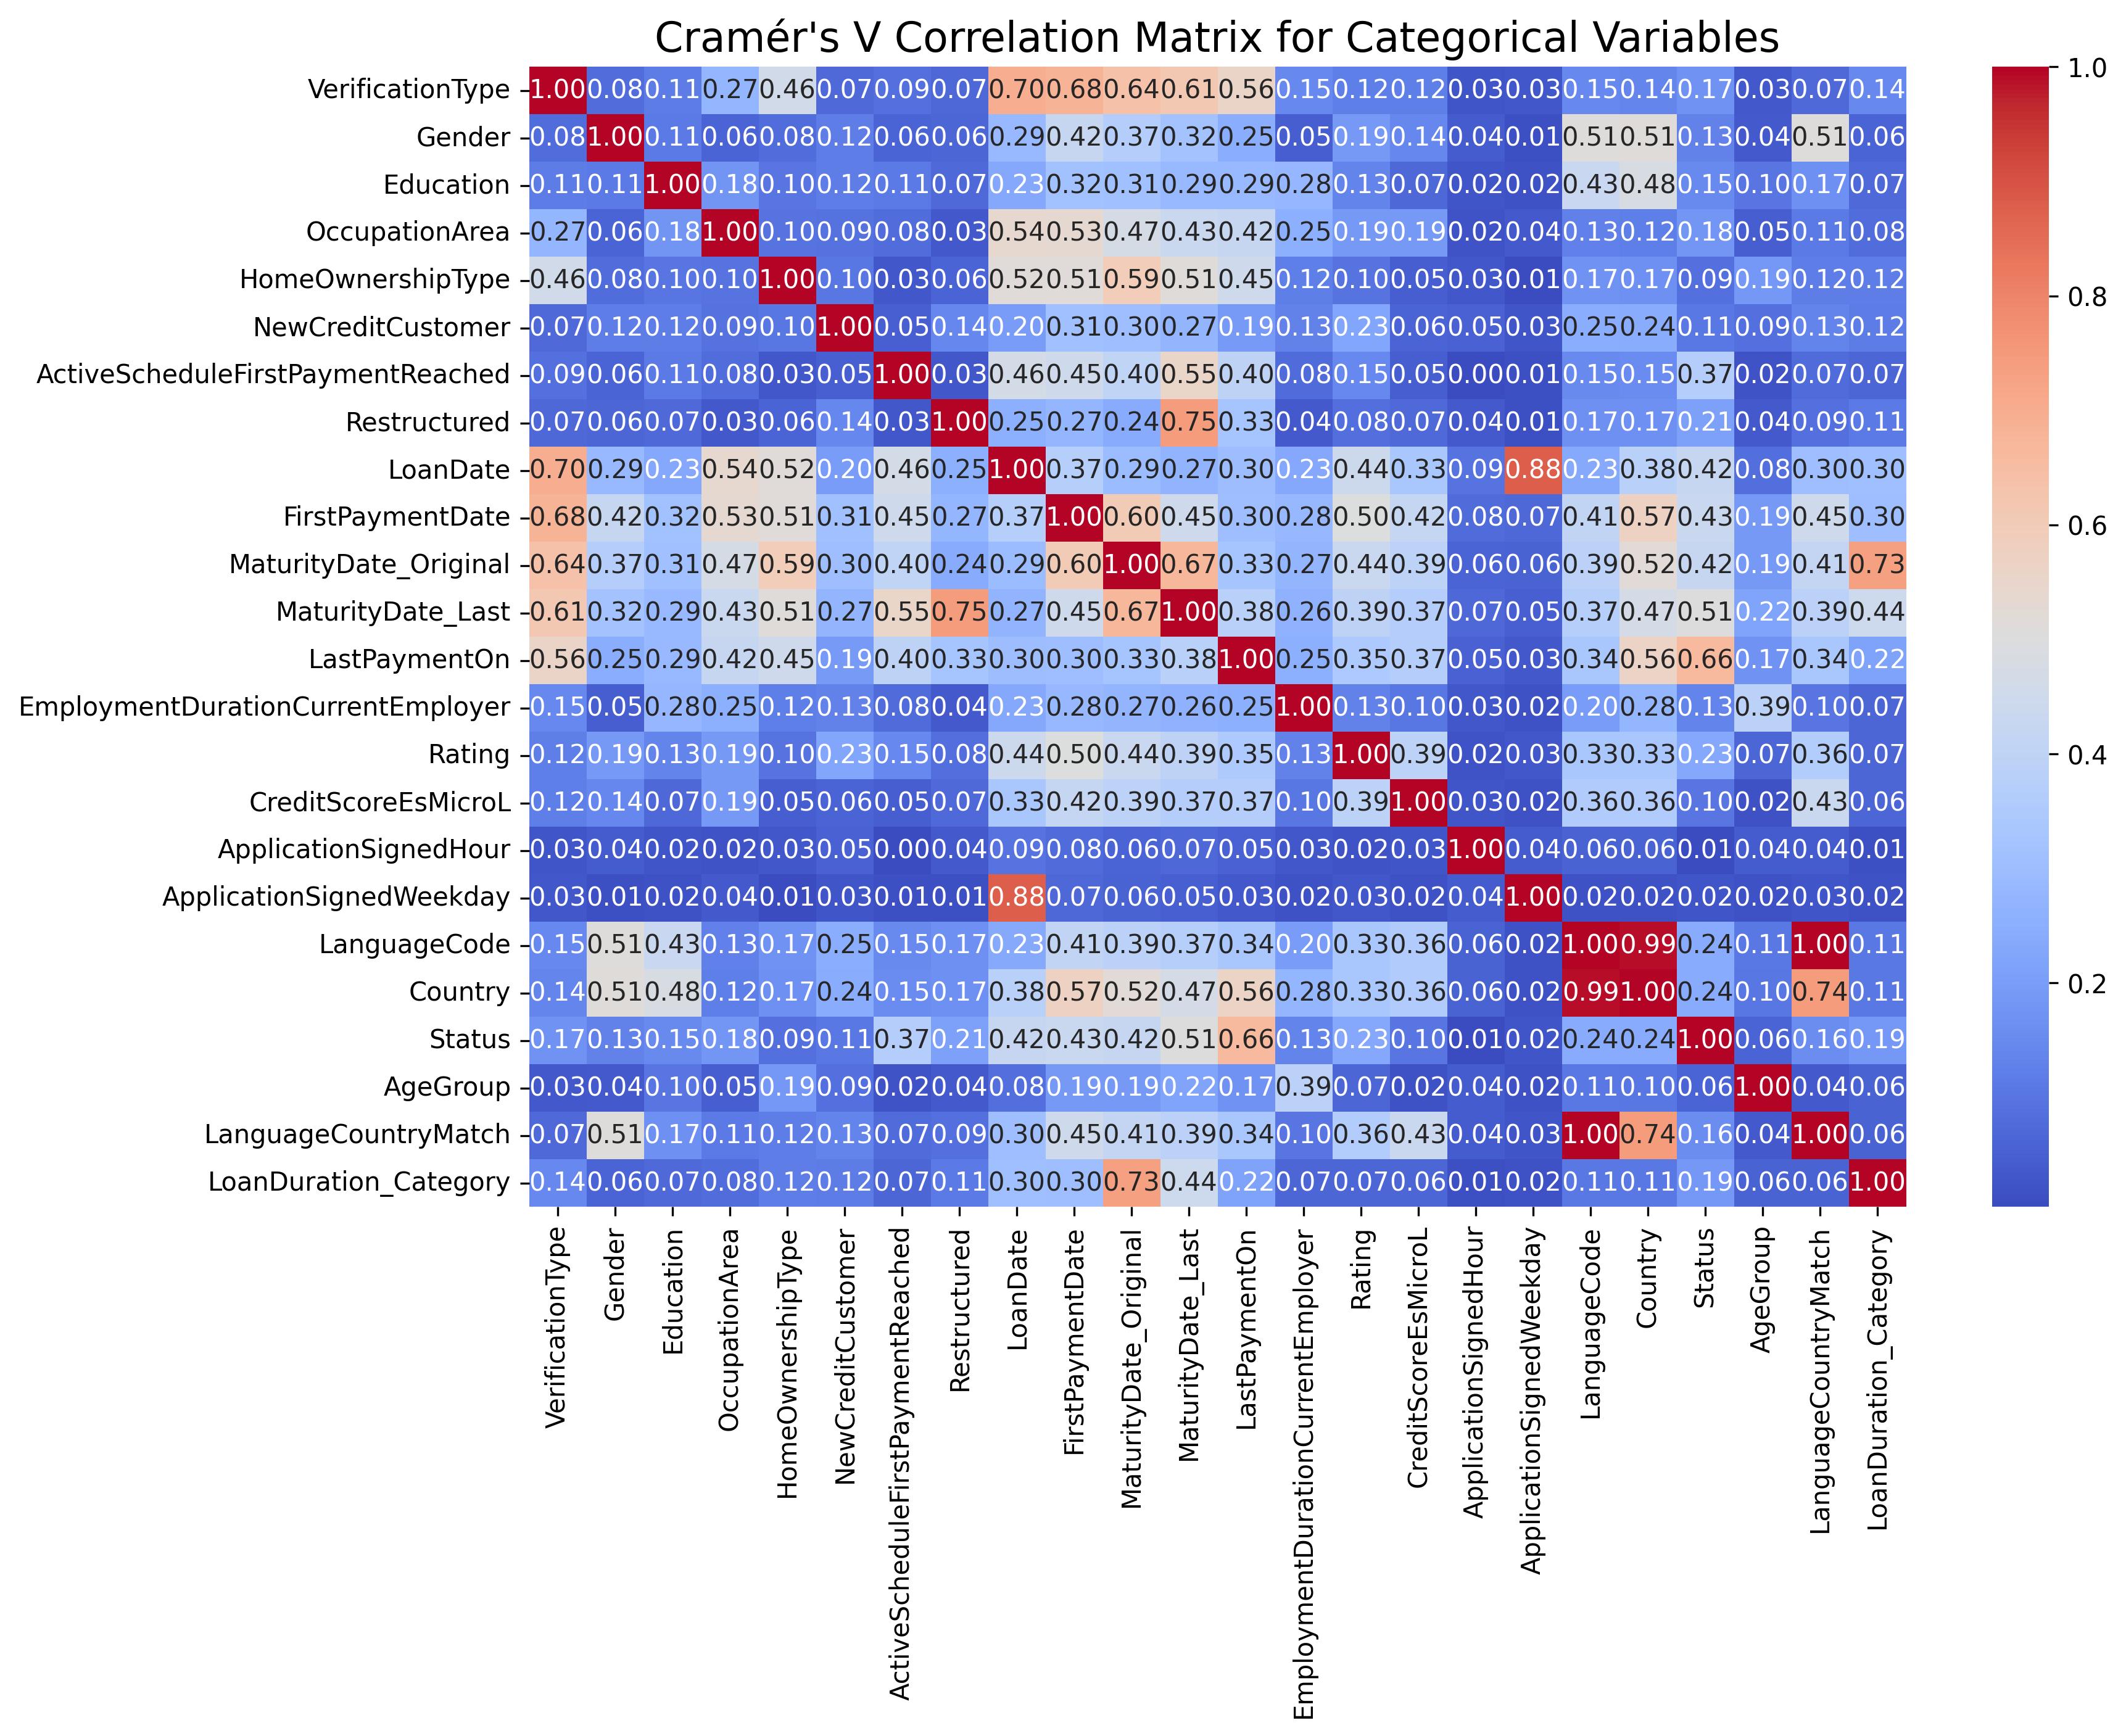 Cramér's V Correlation Matrix for Categorical Variables
VerificationType 1.00 0.08 0.11 0.27 0.46 0.07 0.09 0.07 0.70 0.68 0.64 0.61 0.56 0.15 0.12 0.12 0.03 0.03 0.15 0.14 0.17 0.03 0.07 0.14
Gender 0.08 1.00 0.11 0.06 0.08 0.12 0.06 0.06 0.29 0.42 0.37 0.32 0.25 0.05 0.19 0.14 0.04 0.01 0.51 0.51 0.13 0.04 0.51 0.06
Education 0.11 0.11 1.00 0.18 0.10 0.12 0.11 0.07 0.23 0.32 0.31 0.29 0.29 0.28 0.13 0.07 0.02 0.02 0.43 0.48 0.15 0.10 0.17 0.07
OccupationArea 0.27 0.06 0.18 1.00 0.10 0.09 0.08 0.03 0.54 0.53 0.47 0.43 0.42 0.25 0.19 0.19 0.02 0.04 0.13 0.12 0.18 0.05 0.11 0.08
HomeOwnershipType 0.46 0.08 0.10 0.10 1.00 0.10 0.03 0.06 0.52 0.51 0.59 0.51 0.45 0.12 0.10 0.05 0.03 0.01 0.17 0.17 0.09 0.19 0.12 0.12
NewCreditCustomer 0.07 0.12 0.12 0.09 0.10 1.00 0.05 0.14 0.20 0.31 0.30 0.27 0.19 0.13 0.23 0.06 0.05 0.03 0.25 0.24 0.11 0.09 0.13 0.12
ActiveScheduleFirstPaymentReached 0.09 0.06 0.11 0.08 0.03 0.05 1.00 0.03 0.46 0.45 0.40 0.55 0.40 0.08 0.15 0.05 0.00 0.01 0.15 0.15 0.37 0.02 0.07 0.07
Restructured 0.07 0.06 0.07 0.03 0.06 0.14 0.03 1.00 0.25 0.27 0.24 0.75 0.33 0.04 0.08 0.07 0.04 0.01 0.17 0.17 0.21 0.04 0.09 0.11
LoanDate 0.70 0.29 0.23 0.54 0.52 0.20 0.46 0.25 1.00 0.37 0.29 0.27 0.30 0.23 0.44 0.33 0.09 0.88 0.23 0.38 0.42 0.08 0.30 0.30
FirstPaymentDate 0.68 0.42 0.32 0.53 0.51 0.31 0.45 0.27 0.37 1.00 0.60 0.45 0.30 0.28 0.50 0.42 0.08 0.07 0.41 0.57 0.43 0.19 0.45 0.30
MaturityDate_Original 0.64 0.37 0.31 0.47 0.59 0.30 0.40 0.24 0.29 0.60 1.00 0.67 0.33 0.27 0.44 0.39 0.06 0.06 0.39 0.52 0.42 0.19 0.41 0.73
MaturityDate_Last 0.61 0.32 0.29 0.43 0.51 0.27 0.55 0.75 0.27 0.45 0.67 1.00 0.38 0.26 0.39 0.37 0.07 0.05 0.37 0.47 0.51 0.22 0.39 0.44
LastPaymentOn 0.56 0.25 0.29 0.42 0.45 0.19 0.40 0.33 0.30 0.30 0.33 0.38 1.00 0.25 0.35 0.37 0.05 0.03 0.34 0.56 0.66 0.17 0.34 0.22
EmploymentDurationCurrentEmployer 0.15 0.05 0.28 0.25 0.12 0.13 0.08 0.04 0.23 0.28 0.27 0.26 0.25 1.00 0.13 0.10 0.03 0.02 0.20 0.28 0.13 0.39 0.10 0.07
Rating 0.12 0.19 0.13 0.19 0.10 0.23 0.15 0.08 0.44 0.50 0.44 0.39 0.35 0.13 1.00 0.39 0.02 0.03 0.33 0.33 0.23 0.07 0.36 0.07
CreditScoreEsMicroL 0.12 0.14 0.07 0.19 0.05 0.06 0.05 0.07 0.33 0.42 0.39 0.37 0.37 0.10 0.39 1.00 0.03 0.02 0.36 0.36 0.10 0.02 0.43 0.06
ApplicationSignedHour 0.03 0.04 0.02 0.02 0.03 0.05 0.00 0.04 0.09 0.08 0.06 0.07 0.05 0.03 0.02 0.03 1.00 0.04 0.06 0.06 0.01 0.04 0.04 0.01
ApplicationSignedWeekday 0.03 0.01 0.02 0.04 0.01 0.03 0.01 0.01 0.88 0.07 0.06 0.05 0.03 0.02 0.03 0.02 0.04 1.00 0.02 0.02 0.02 0.02 0.03 0.02
LanguageCode 0.15 0.51 0.43 0.13 0.17 0.25 0.15 0.17 0.23 0.41 0.39 0.37 0.34 0.20 0.33 0.36 0.06 0.02 1.00 0.99 0.24 0.11 1.00 0.11
Country 0.14 0.51 0.48 0.12 0.17 0.24 0.15 0.17 0.38 0.57 0.52 0.47 0.56 0.28 0.33 0.36 0.06 0.02 0.99 1.00 0.24 0.10 0.74 0.11
Status 0.17 0.13 0.15 0.18 0.09 0.11 0.37 0.21 0.42 0.43 0.42 0.51 0.66 0.13 0.23 0.10 0.01 0.02 0.24 0.24 1.00 0.06 0.16 0.19
AgeGroup 0.03 0.04 0.10 0.05 0.19 0.09 0.02 0.04 0.08 0.19 0.19 0.22 0.17 0.39 0.07 0.02 0.04 0.02 0.11 0.10 0.06 1.00 0.04 0.06
LanguageCountryMatch 0.07 0.51 0.17 0.11 0.12 0.13 0.07 0.09 0.30 0.45 0.41 0.39 0.34 0.10 0.36 0.43 0.04 0.03 1.00 0.74 0.16 0.04 1.00 0.06
LoanDuration_Category 0.14 0.06 0.07 0.08 0.12 0.12 0.07 0.11 0.30 0.30 0.73 0.44 0.22 0.07 0.07 0.06 0.01 0.02 0.11 0.11 0.19 0.06 0.06 1.00
VerificationType
Gender
Education
OccupationArea
HomeOwnershipType
NewCreditCustomer
ActiveScheduleFirstPaymentReached
Restructured
LoanDate
FirstPaymentDate
MaturityDate_Original
MaturityDate_Last
LastPaymentOn
EmploymentDurationCurrentEmployer
Rating
CreditScoreEsMicroL
ApplicationSignedHour
ApplicationSignedWeekday
LanguageCode
Country
Status
AgeGroup
LanguageCountryMatch
LoanDuration_Category
1.0
0.8
0.6
0.4
0.2